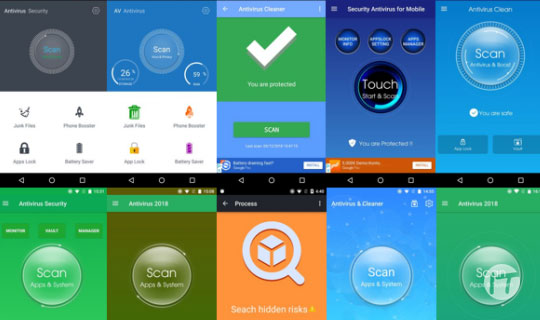 Antivirus Security
Scan
Junk Files
Phone Booster
Apps Lock
Battery Saver
AV Antivirus
Scan
26 %
59 %
Junk Files
Phone Booster
App Lock
Battery Saver
Antivirus Cleaner
You are protected
SCAN
Battery draining fast?
INSTALL
Security Antivirus for Mobile
MONITOR
INFO
APPSLOCK
SETTING
APPS
MANAGER
Touch
Start & Scan
You are Protected !!
INSTALL
Antivirus Clean
Scan
Antivirus & Boost
You are safe
App Lock
Vault
Antivirus Security
MONITOR
VAULT
MANAGER
Scan
Apps & System
Antivirus 2018
Scan
Apps & System
4:40
Process
Seach hidden risks
Antivirus & Cleaner
Scan
Apps & System
Antivirus 2018
Scan
Apps & System